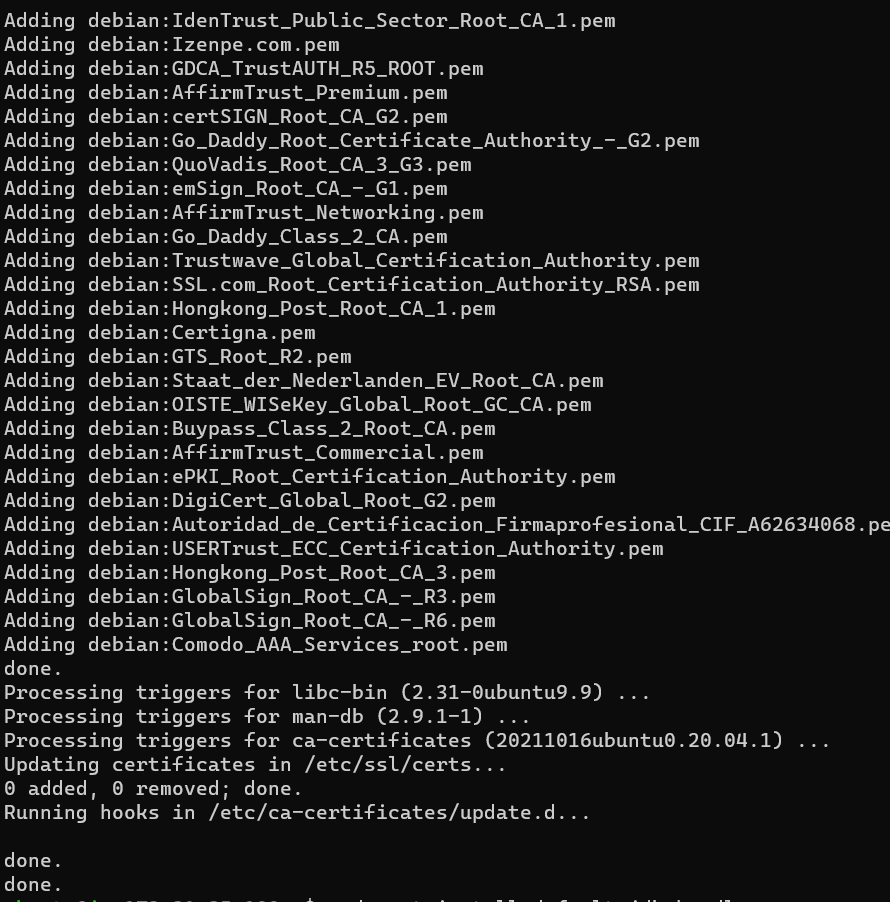 Adding debian:IdenTrust_Public_Sector_Root_CA_1.pem
Adding debian:Izenpe.com.pem
Adding debian:GDCA_TrustAUTH_R5_ROOT.pem
Adding debian:AffirmTrust_Premium.pem
Adding debian:certSIGN_Root_CA_G2.pem
Adding debian:Go_Daddy_Root_Certificate_Authority_-_G2.pem
Adding debian:QuoVadis_Root_CA_3_G3.pem
Adding debian:emSign_Root_CA_-_G1.pem
Adding debian:AffirmTrust_Networking.pem
Adding debian:Go_Daddy_Class_2_CA.pem
Adding debian:Trustwave_Global_Certification_Authority.pem
Adding debian:SSL.com_Root_Certification_Authority_RSA.pem
Adding debian:Hongkong_Post_Root_CA_1.pem
Adding debian:Certigna.pem
Adding debian:GTS_Root_R2.pem
Adding debian:Staat_der_Nederlanden_EV_Root_CA.pem
Adding debian:OISTE_WISeKey_Global_Root_GC_CA.pem
Adding debian:Buypass_Class_2_Root_CA.pem
Adding debian:AffirmTrust_Commercial.pem
Adding debian:ePKI_Root_Certification_Authority.pem
Adding debian:DigiCert_Global_Root_G2.pem
Adding debian:Autoridad_de_Certificacion_Firmaprofesional_CIF_A62634068.pe
Adding debian:USERTrust_ECC_Certification_Authority.pem
Adding debian:Hongkong_Post_Root_CA_3.pem
Adding debian:GlobalSign_Root_CA_-_R3.pem
Adding debian:GlobalSign_Root_CA_-_R6.pem
Adding debian:Comodo_AAA_Services_root.pem
done.
Processing triggers for libc-bin (2.31-0ubuntu9.9) ...
Processing triggers for man-db (2.9.1-1) ...
Processing triggers for ca-certificates (20211016ubuntu0.20.04.1) ...
Updating certificates in /etc/ssl/certs...
0 added, 0 removed; done.
Running hooks in /etc/ca-certificates/update.d...
done.
done.